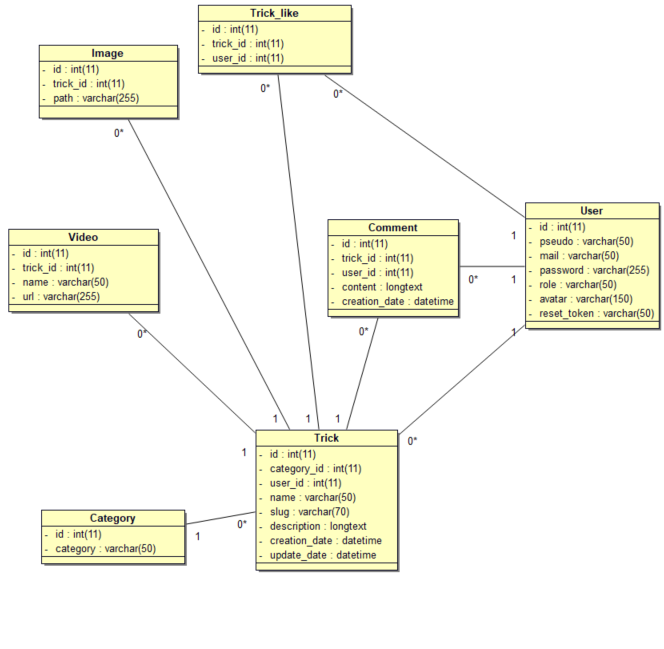 Trick_like
- id : int(11)
- trick_id : int(11)
- user_id : int(11)
0*
0*
Image
- id : int(11)
- trick_id : int(11)
- path : varchar(255)
0*
Video
- id : int(11)
- trick_id : int(11)
- name : varchar(50)
- url : varchar(255)
0*
Comment
- id : int(11)
- trick_id : int(11)
- user_id : int(11)
- content : longtext
- creation_date : datetime
0*
0*
User
- id : int(11)
- pseudo : varchar(50)
- mail : varchar(50)
- password : varchar(255)
- role : varchar(50)
- avatar : varchar(150)
- reset_token : varchar(50)
1
1
1
1
1
1
1
0*
Trick
- id : int(11)
- category_id : int(11)
- user_id : int(11)
- name : varchar(50)
- slug : varchar(70)
- description : longtext
- creation_date : datetime
- update_date : datetime
Category
- id : int(11)
- category : varchar(50)
1
0*